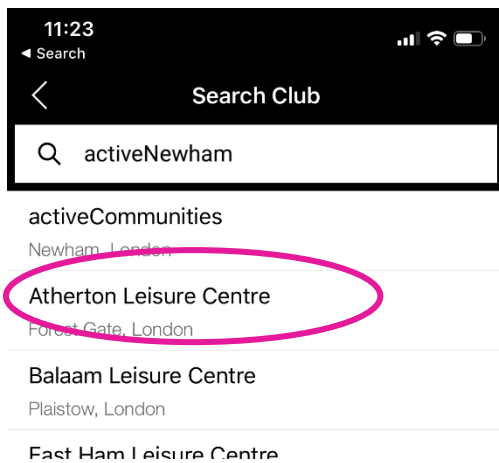 11:23
◄ Search
Search Club
activeNewham
activeCommunities
Newham, London
Atherton Leisure Centre
Forest Gate, London
Balaam Leisure Centre
Plaistow, London
East Ham Leisure Centre